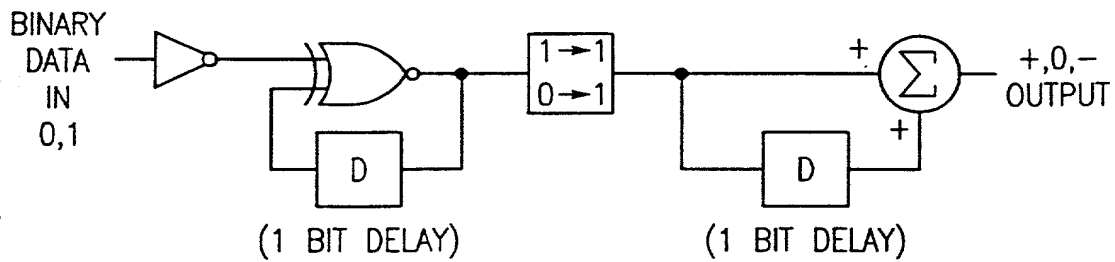 BINARY
DATA
IN
0,1
D
(1 BIT DELAY)
1→1
0→1
+
+
Σ
D
(1 BIT DELAY)
+,0,-
OUTPUT